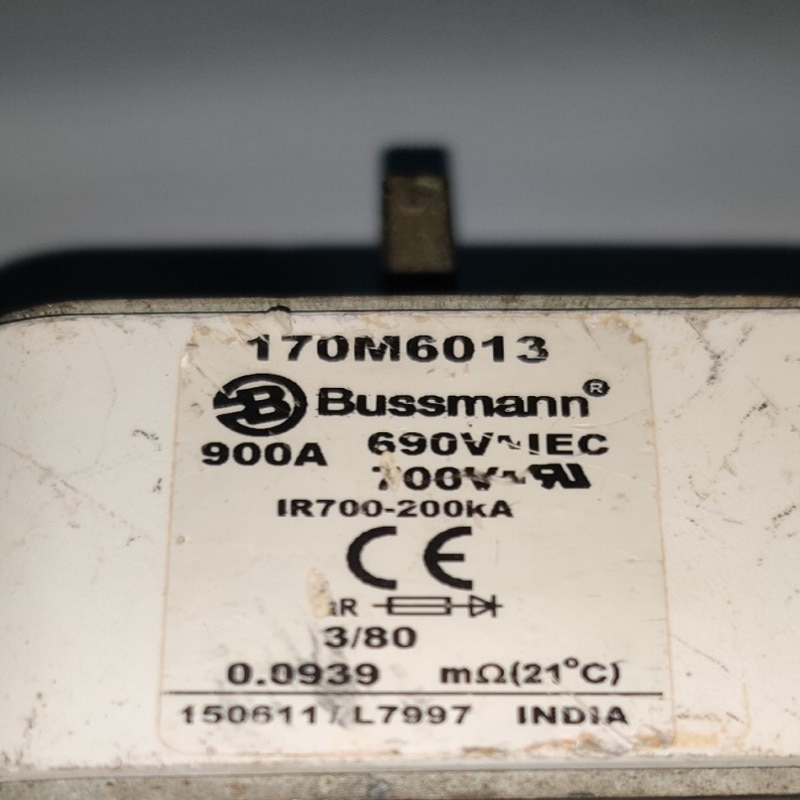 170M6013
Bussmann®
900A 690V~IEC
700V~
IR700-200kA
CE
aR
3/80
0.0939 mΩ(21°C)
150611/L7997 INDIA